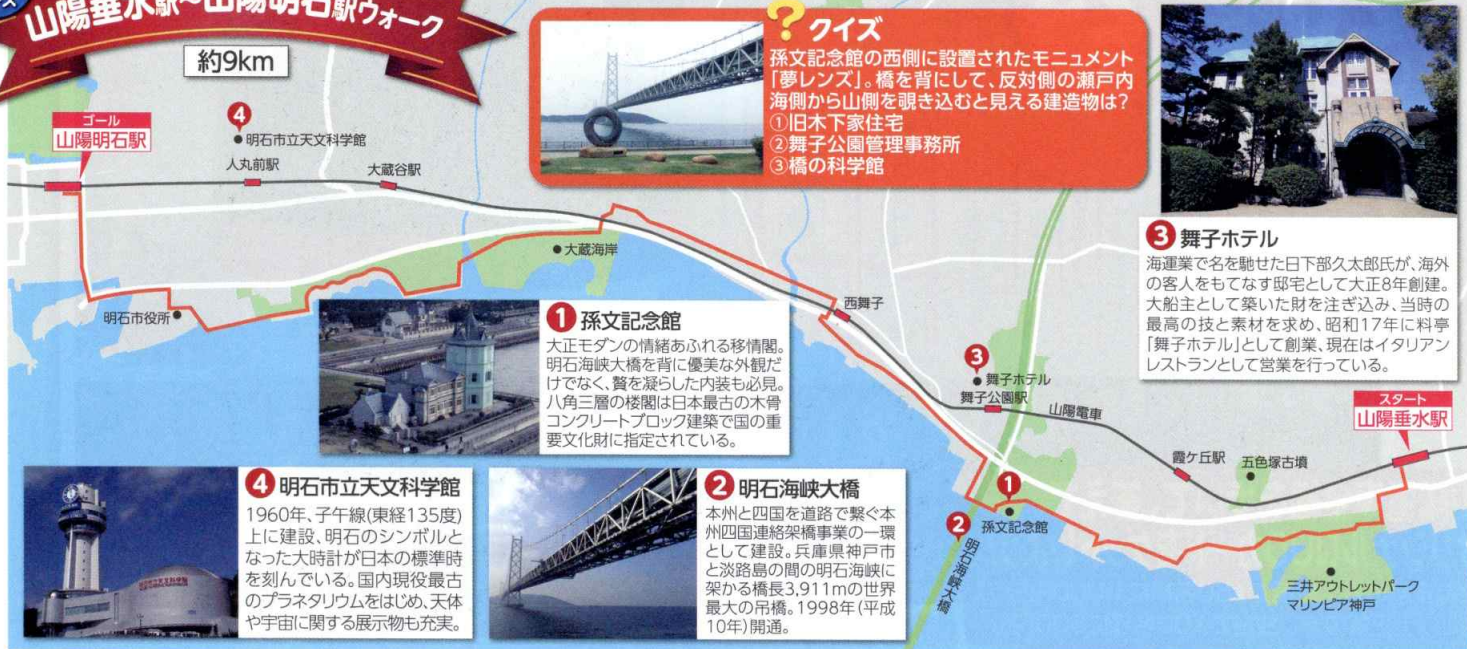 ス
山陽垂水駅～山陽明石駅ウォーク
約9km
クイズ
孫文記念館の西側に設置されたモニュメント
「夢レンズ」。橋を背にして、反対側の瀬戸内
海側から山側を覗き込むと見える建造物は?
①旧木下家住宅
②舞子公園管理事務所
③橋の科学館
ゴール
山陽明石駅
4
明石市立天文科学館
人丸前駅
大蔵谷駅
大蔵海岸
明石市役所
西舞子
3
舞子ホテル
舞子公園駅
山陽電車
霞ケ丘駅
五色塚古墳
スタート
山陽垂水駅
1
孫文記念館
2
明石海峡大橋
三井アウトレットパーク
マリンピア神戸
3 舞子ホテル
海運業で名を馳せた日下部久太郎氏が、海外
の客人をもてなす邸宅として大正8年創建。
大船主として築いた財を注ぎ込み、当時の
最高の技と素材を求め、昭和17年に料亭
「舞子ホテル」として創業、現在はイタリアン
レストランとして営業を行っている。
1 孫文記念館
大正モダンの情緒あふれる移情閣。
明石海峡大橋を背に優美な外観だ
けでなく、贅を凝らした内装も必見。
八角三層の楼閣は日本最古の木骨
コンクリートブロック建築で国の重
要文化財に指定されている。
4 明石市立天文科学館
1960年、子午線(東経135度)
上に建設、明石のシンボルと
なった大時計が日本の標準時
を刻んでいる。国内現役最古
のプラネタリウムをはじめ、天体
や宇宙に関する展示物も充実。
2 明石海峡大橋
本州と四国を道路で繋ぐ本
州四国連絡架橋事業の一環
として建設。兵庫県神戸市
と淡路島の間の明石海峡に
架かる橋長3,911mの世界
最大の吊橋。1998年(平成
10年)開通。